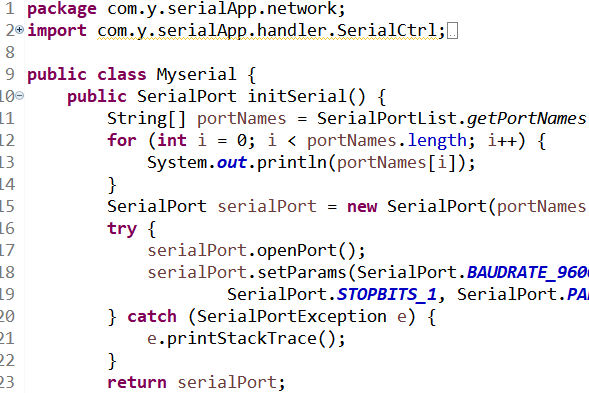 1 package com.y.serialApp.network;
2 import com.y.serialApp.handler.SerialCtrl;
8
9 public class Myserial {
10 public SerialPort initSerial() {
11 String[] portNames = SerialPortList.getPortNames
12 for (int i = 0; i < portNames.length; i++) {
13 System.out.println(portNames[i]);
14 }
15 SerialPort serialPort = new SerialPort(portNames
16 try {
17 serialPort.openPort();
18 serialPort.setParams(SerialPort.BAUDRATE_960
19 SerialPort.STOPBITS_1, SerialPort.PA
20 } catch (SerialPortException e) {
21 e.printStackTrace();
22 }
23 return serialPort;